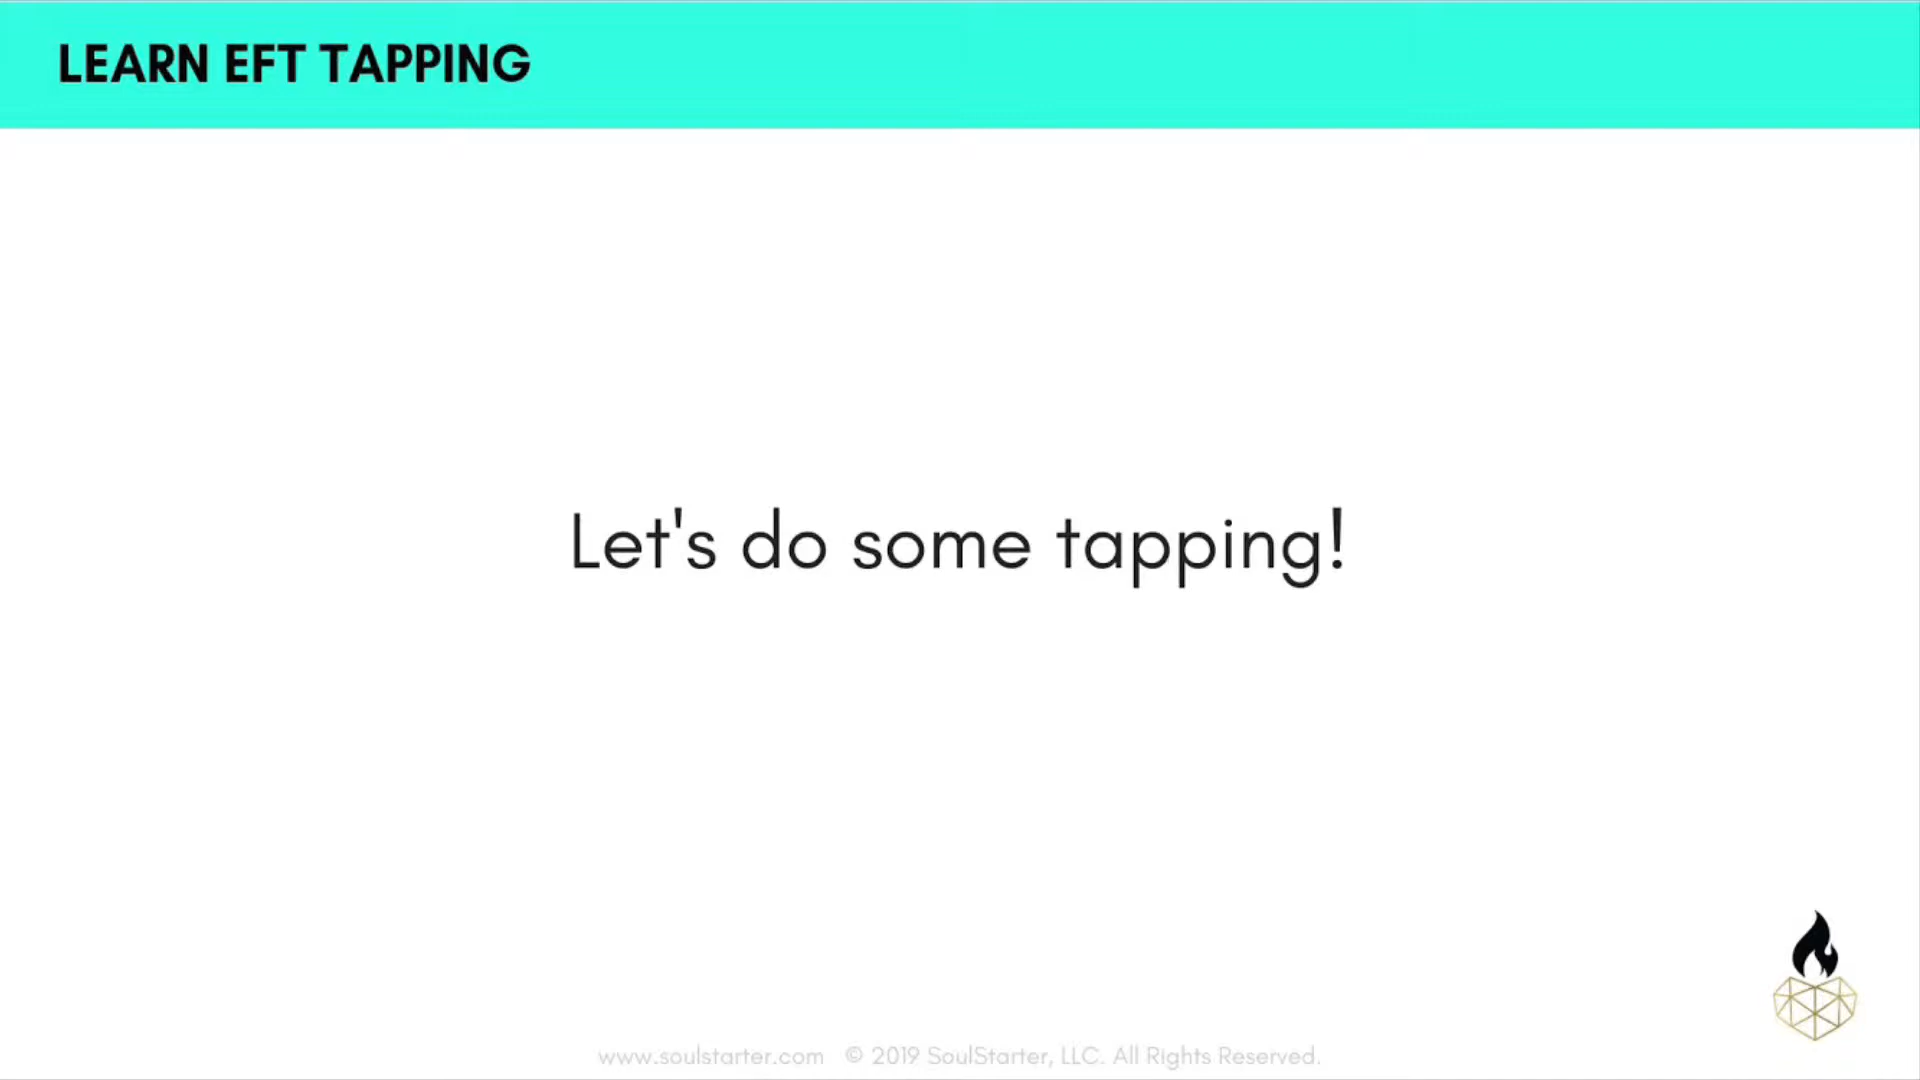 LEARN EFT TAPPING
Let's do some tapping!
www.soulstarter.com © 2019 SoulStarter, LLC. All Rights Reserved.